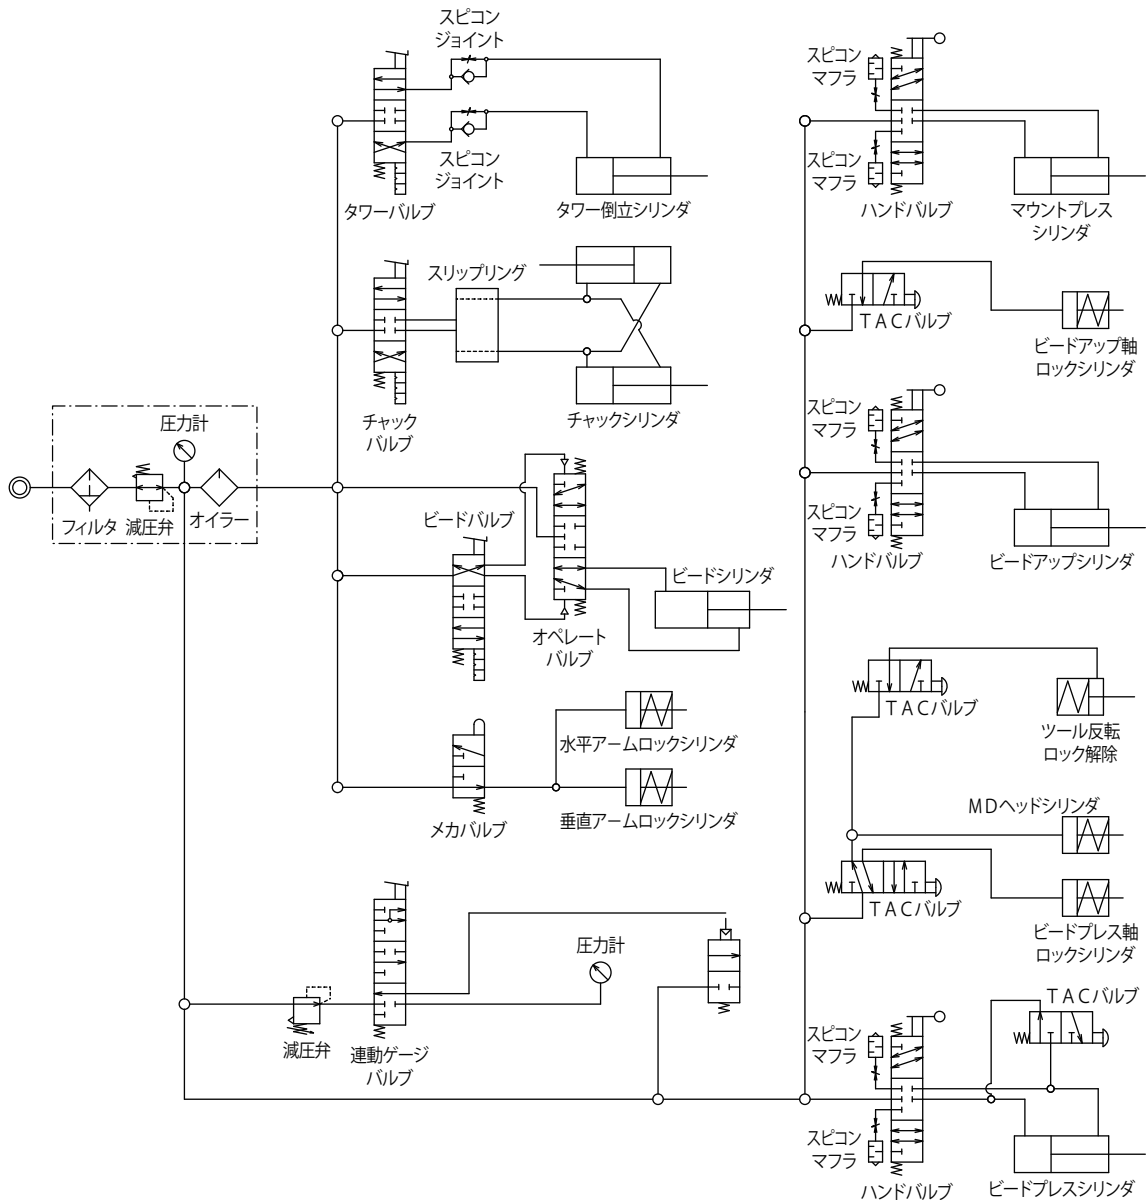 スピコン
ジョイント
スピコン
ジョイント
タワーバルブ
タワー倒立シリンダ
スリップリング
チャック
バルブ
チャックシリンダ
圧力計
フィルタ
減圧弁
オイラー
ビードバルブ
オペレート
バルブ
ビードシリンダ
水平アームロックシリンダ
メカバルブ
垂直アームロックシリンダ
減圧弁
連動ゲージ
バルブ
圧力計
スピコン
マフラ
スピコン
マフラ
ハンドバルブ
マウントプレス
シリンダ
TACバルブ
ビードアップ軸
ロックシリンダ
スピコン
マフラ
スピコン
マフラ
ハンドバルブ
ビードアップシリンダ
TACバルブ
ツール反転
ロック解除
MDヘッドシリンダ
TACバルブ
ビードプレス軸
ロックシリンダ
TACバルブ
スピコン
マフラ
スピコン
マフラ
ハンドバルブ
ビードプレスシリンダ